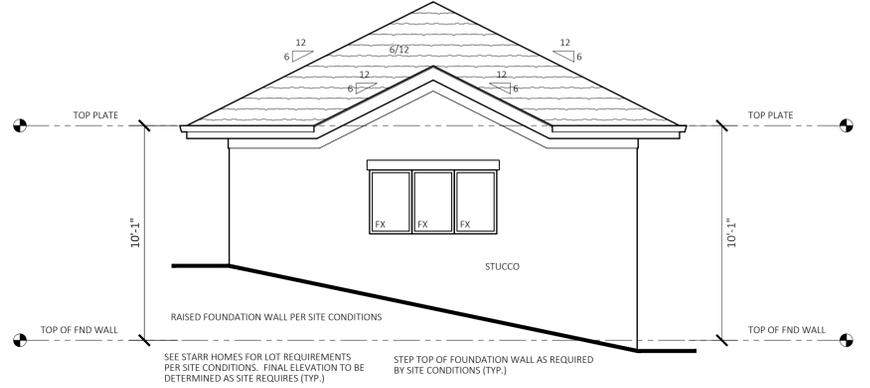 12
6
6/12
12
6
12
6
12
6
TOP PLATE
TOP PLATE
10'-1"
10'-1"
FX
FX
FX
STUCCO
RAISED FOUNDATION WALL PER SITE CONDITIONS
TOP OF FND WALL
TOP OF FND WALL
SEE STARR HOMES FOR LOT REQUIREMENTS
PER SITE CONDITIONS. FINAL ELEVATION TO BE
DETERMINED AS SITE REQUIRES (TYP.)
STEP TOP OF FOUNDATION WALL AS REQUIRED
BY SITE CONDITIONS (TYP.)